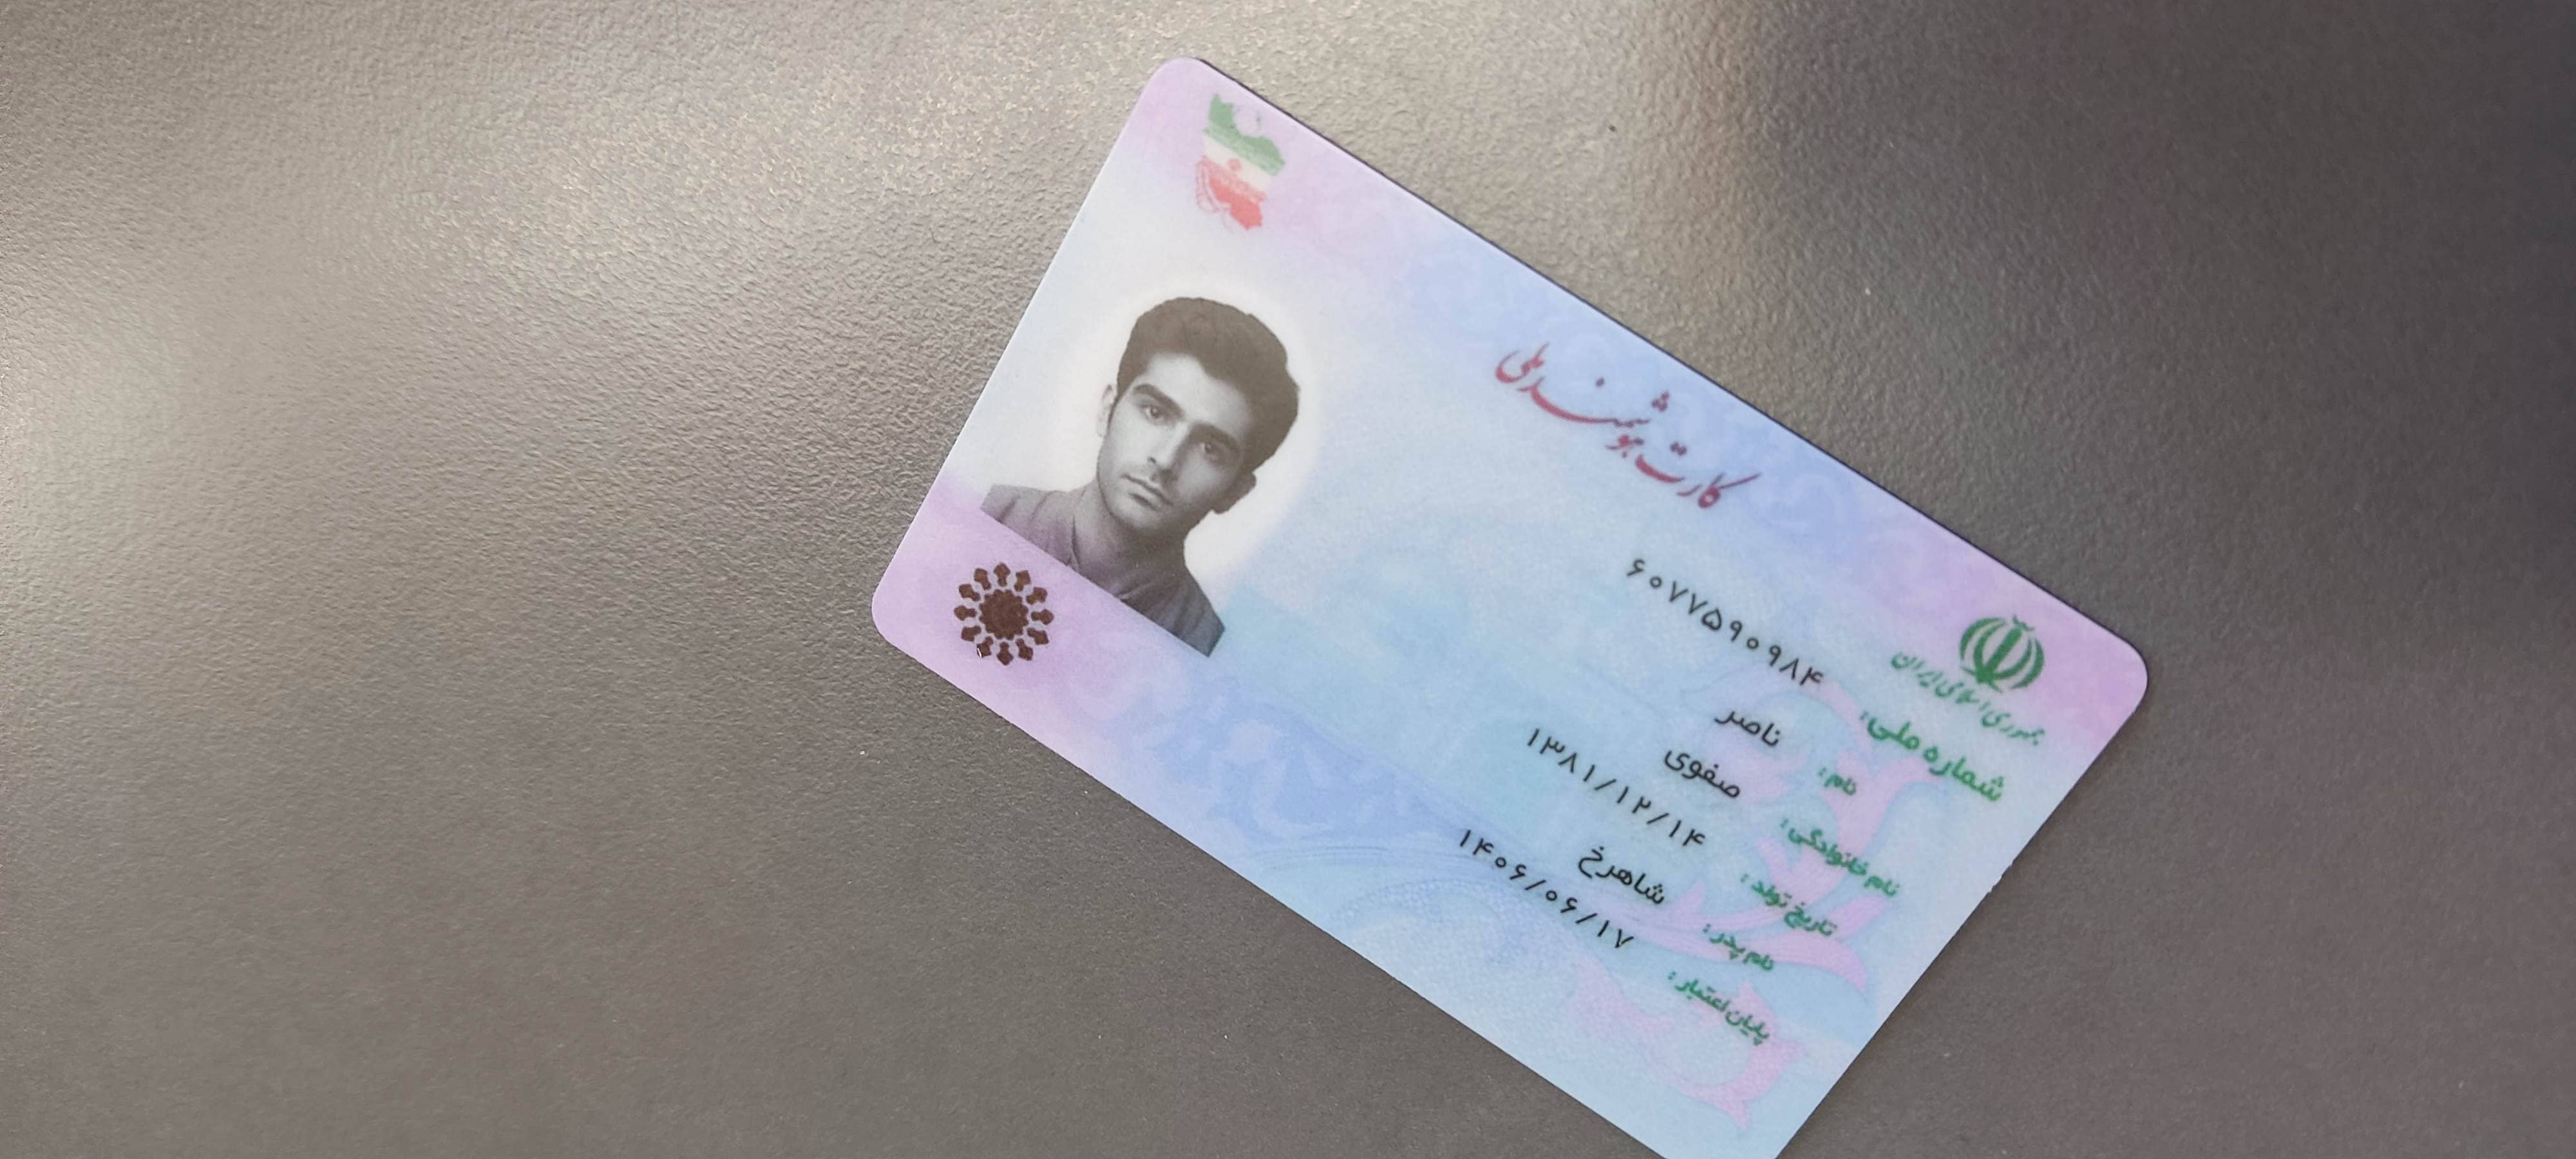 کارت هوشمند ملی
جمهوری اسلامی ایران
شماره ملی: ۶۰۷۷۵۹۰۹۸۴
نام: ناصر
نام خانوادگی: صفوی
تاریخ تولد: ۱۳۸۱/۱۲/۱۴
نام پدر: شاهرخ
پایان اعتبار: ۱۴۰۶/۰۶/۱۷